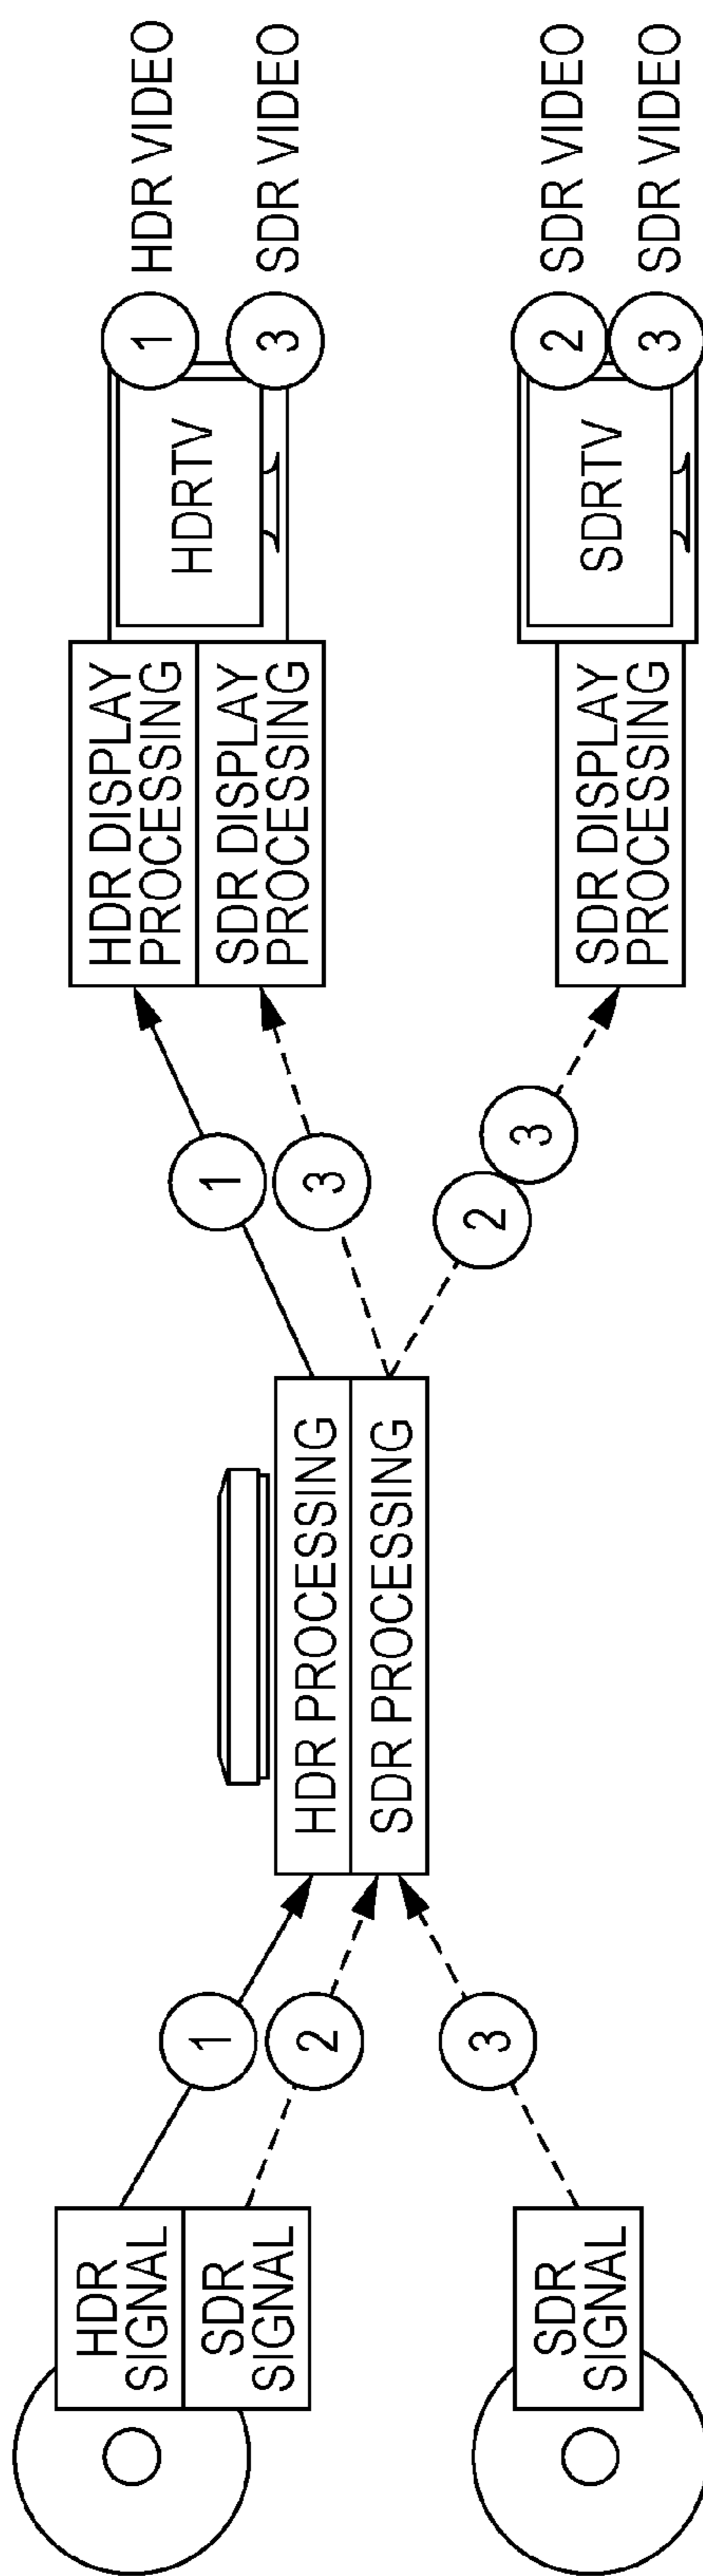 HDR
SIGNAL
SDR
SIGNAL
1
2
SDR
SIGNAL
3
HDR PROCESSING
SDR PROCESSING
1
3
2
3
HDR DISPLAY
PROCESSING
SDR DISPLAY
PROCESSING
HDRTV
1
HDR VIDEO
3
SDR VIDEO
SDR DISPLAY
PROCESSING
SDRTV
2
SDR VIDEO
3
SDR VIDEO